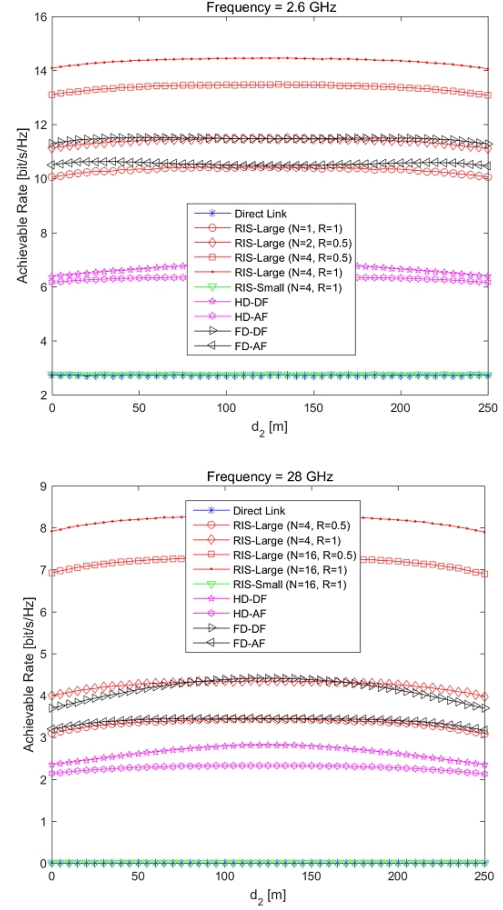 Frequency = 2.6 GHz
16
14
12
10
8
6
4
2
Achievable Rate [bit/s/Hz]
Direct Link
RIS-Large (N=1, R=1)
RIS-Large (N=2, R=0.5)
RIS-Large (N=4, R=0.5)
RIS-Large (N=4, R=1)
RIS-Small (N=4, R=1)
HD-DF
HD-AF
FD-DF
FD-AF
0 50 100 150 200 250
d2 [m]
Frequency = 28 GHz
9
8
7
6
5
4
3
2
1
0
Achievable Rate [bit/s/Hz]
Direct Link
RIS-Large (N=4, R=0.5)
RIS-Large (N=4, R=1)
RIS-Large (N=16, R=0.5)
RIS-Large (N=16, R=1)
RIS-Small (N=16, R=1)
HD-DF
HD-AF
FD-DF
FD-AF
0 50 100 150 200 250
d2 [m]